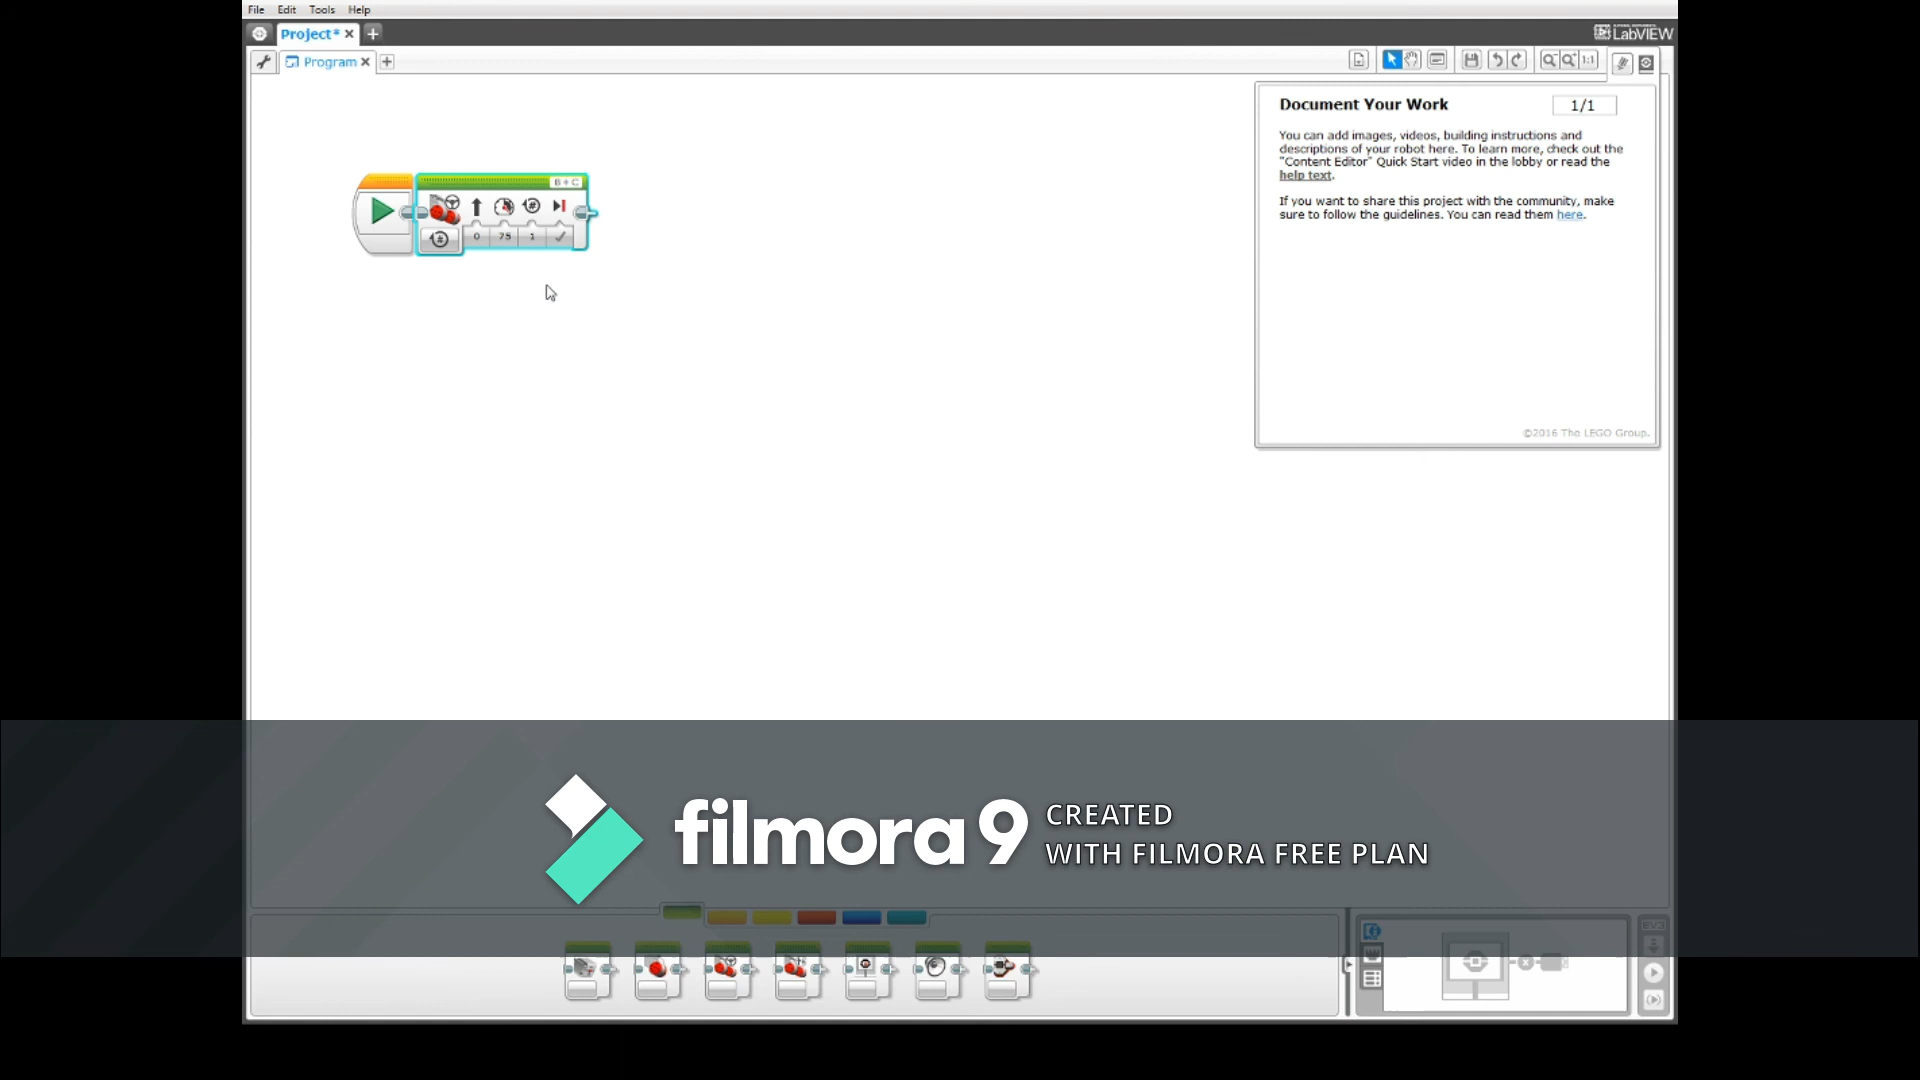 File Edit Tools Help
Project*
LabVIEW
Program
1:1
Document Your Work
1/1
You can add images, videos, building instructions and
descriptions of your robot here. To learn more, check out the
"Content Editor" Quick Start video in the lobby or read the
help text.
If you want to share this project with the community, make
sure to follow the guidelines. You can read them here.
B+C
0 75 1
©2016 The LEGO Group.
filmora 9
CREATED
WITH FILMORA FREE PLAN
EV3